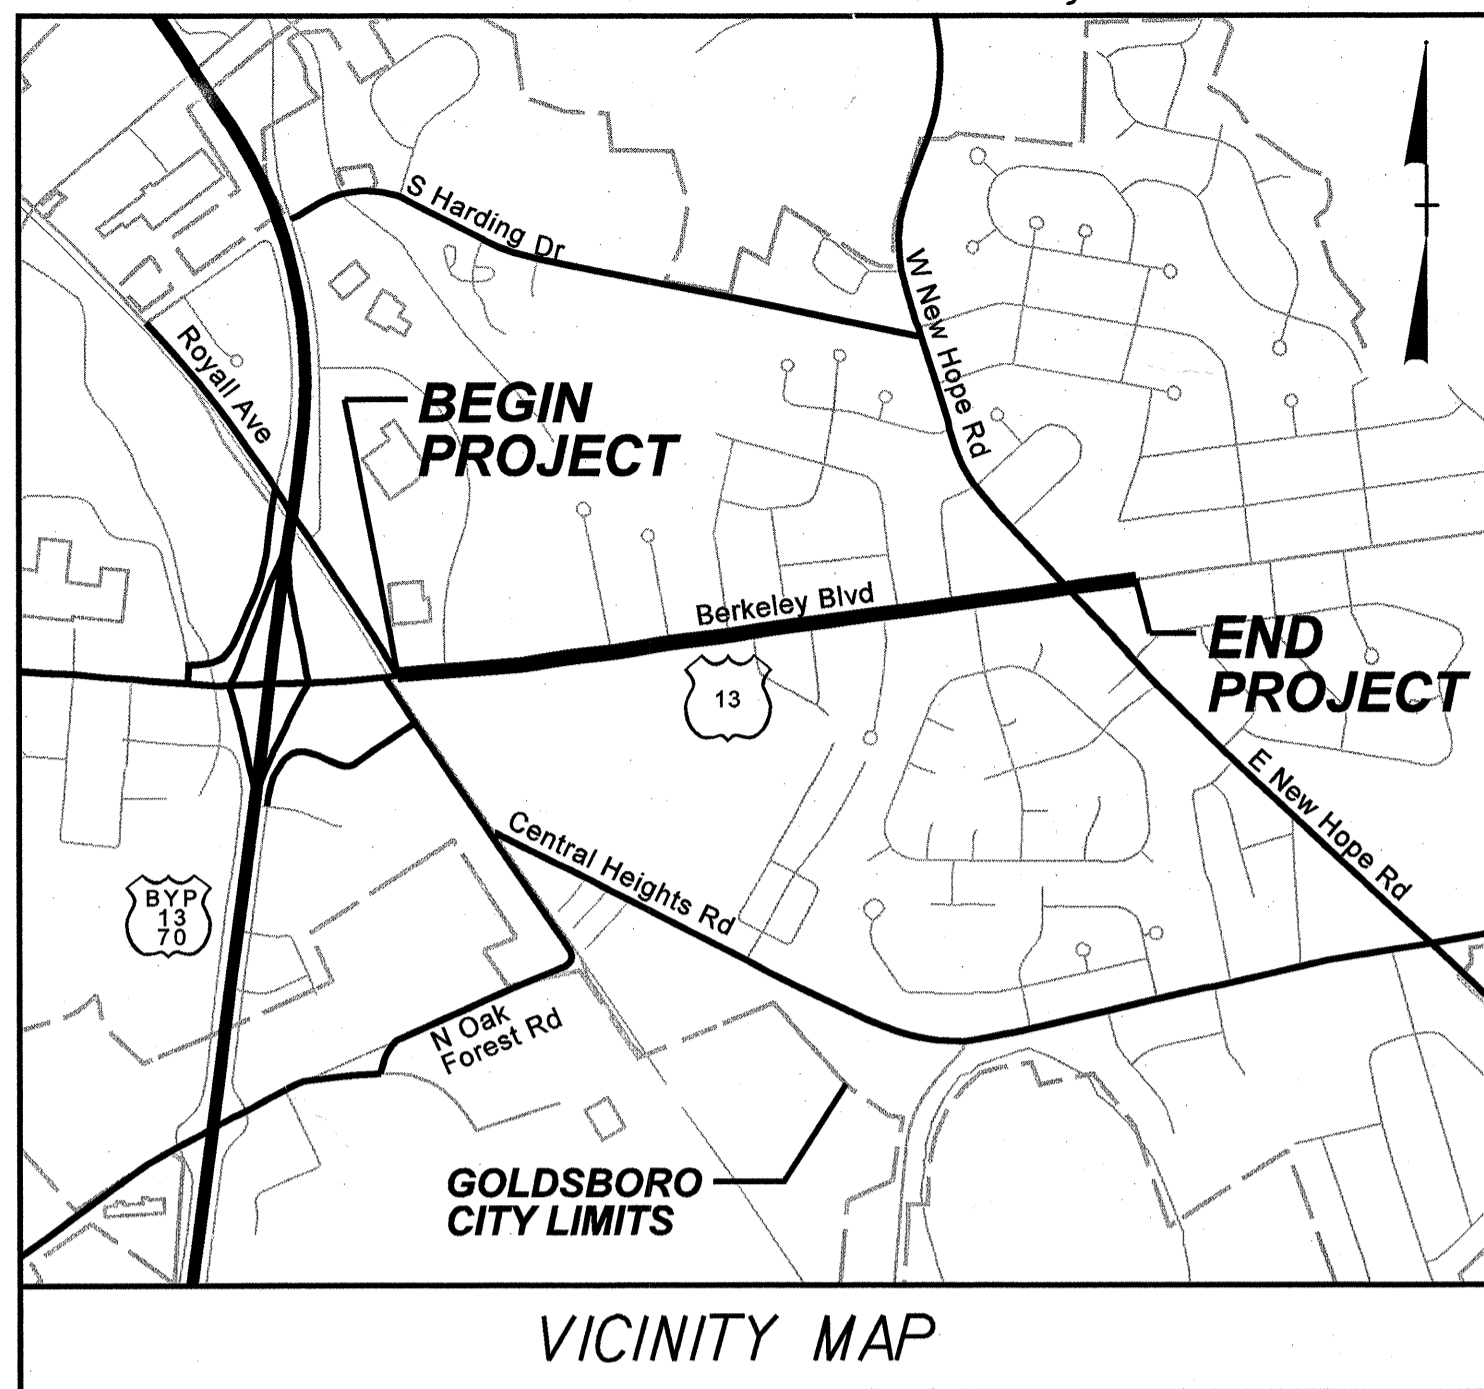 S Harding Dr
W New Hope Rd
Royall Ave
BEGIN
PROJECT
Berkeley Blvd
END
PROJECT
13
E New Hope Rd
Central Heights Rd
BYP
13
70
N Oak
Forest Rd
GOLDSBORO
CITY LIMITS
VICINITY MAP